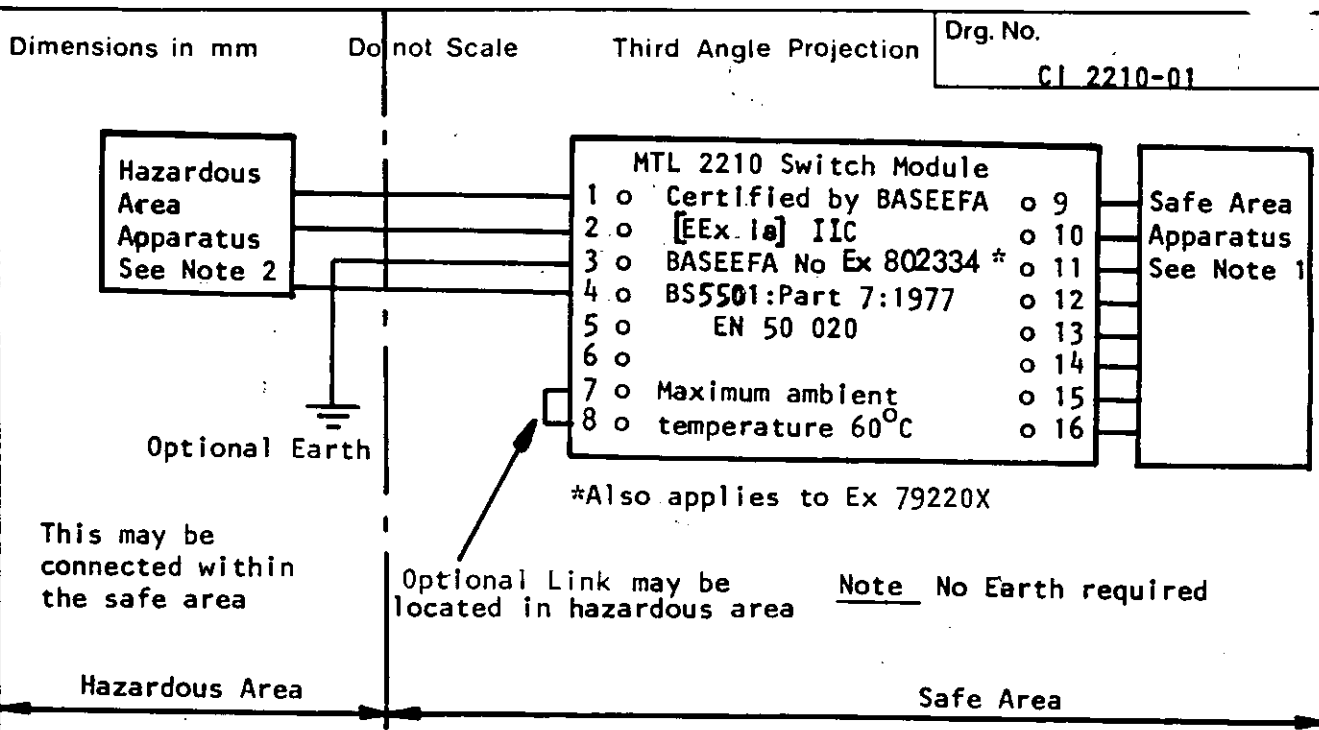 Dimensions in mm Do not Scale Third Angle Projection Drg. No.
CI 2210-01
Hazardous
Area
Apparatus
See Note 2
MTL 2210 Switch Module
1 o Certified by BASEEFA o 9
2 o [EEx ia] IIC o 10
3 o BASEEFA No Ex 802334 * o 11
4 o BS5501:Part 7:1977 o 12
5 o EN 50 020 o 13
6 o o 14
7 o Maximum ambient o 15
8 o temperature 60°C o 16
Safe Area
Apparatus
See Note 1
Optional Earth
*Also applies to Ex 79220X
This may be
connected within
the safe area
Optional Link may be
located in hazardous area
Note No Earth required
Hazardous Area
Safe Area